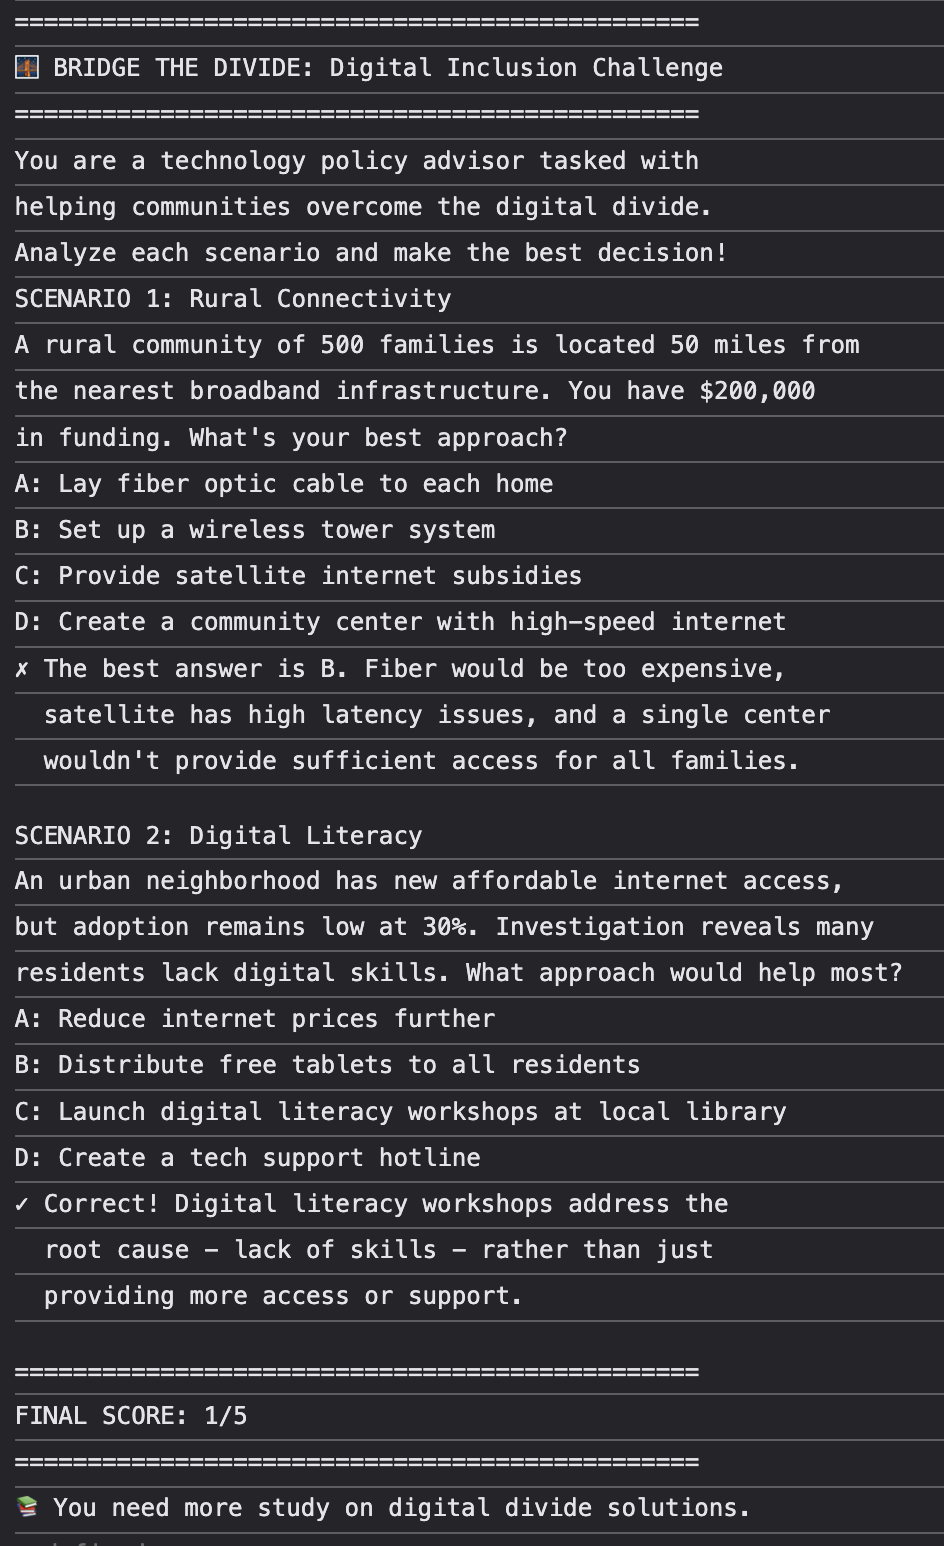 ===============================================
🌉 BRIDGE THE DIVIDE: Digital Inclusion Challenge
===============================================
You are a technology policy advisor tasked with
helping communities overcome the digital divide.
Analyze each scenario and make the best decision!
SCENARIO 1: Rural Connectivity
A rural community of 500 families is located 50 miles from
the nearest broadband infrastructure. You have $200,000
in funding. What's your best approach?
A: Lay fiber optic cable to each home
B: Set up a wireless tower system
C: Provide satellite internet subsidies
D: Create a community center with high-speed internet
✗ The best answer is B. Fiber would be too expensive,
  satellite has high latency issues, and a single center
  wouldn't provide sufficient access for all families.
SCENARIO 2: Digital Literacy
An urban neighborhood has new affordable internet access,
but adoption remains low at 30%. Investigation reveals many
residents lack digital skills. What approach would help most?
A: Reduce internet prices further
B: Distribute free tablets to all residents
C: Launch digital literacy workshops at local library
D: Create a tech support hotline
✓ Correct! Digital literacy workshops address the
  root cause - lack of skills - rather than just
  providing more access or support.
===============================================
FINAL SCORE: 1/5
===============================================
📚 You need more study on digital divide solutions.